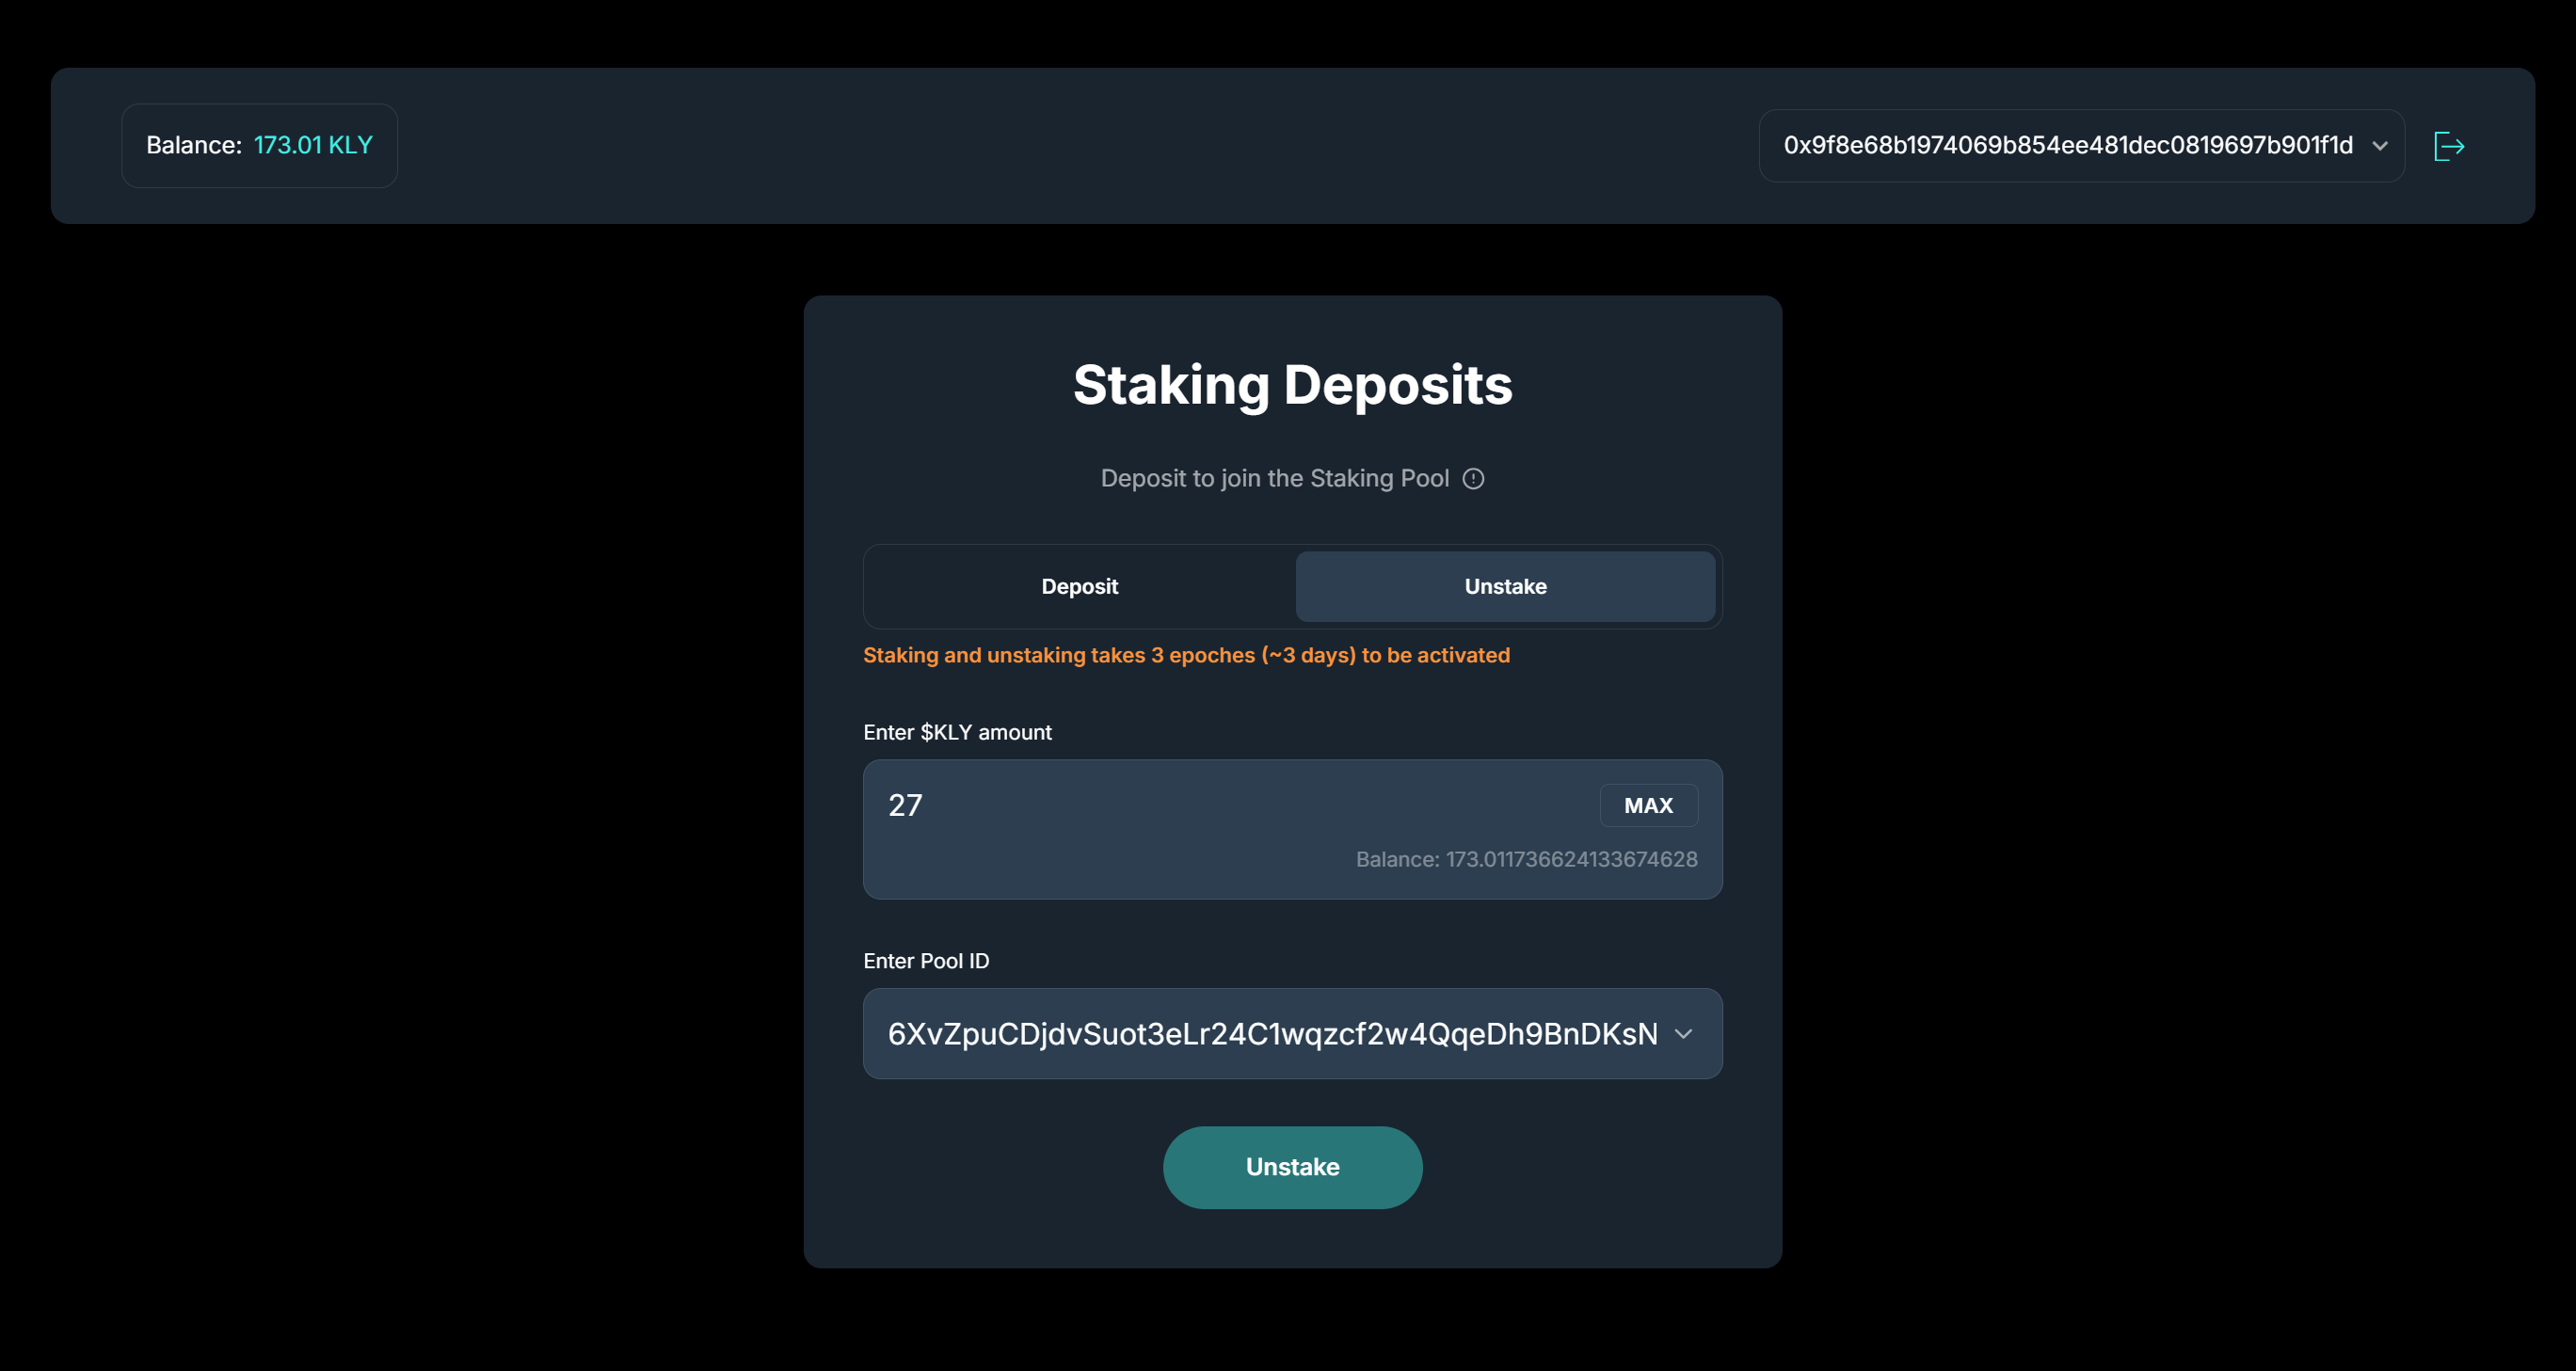 Balance: 173.01 KLY
0x9f8e68b1974069b854ee481dec0819697b901f1d
Staking Deposits
Deposit to join the Staking Pool
Deposit
Unstake
Staking and unstaking takes 3 epoches (~3 days) to be activated
Enter $KLY amount
27
MAX
Balance: 173.011736624133674628
Enter Pool ID
6XvZpuCDjdvSuot3eLr24C1wqzcf2w4QqeDh9BnDKsN
Unstake